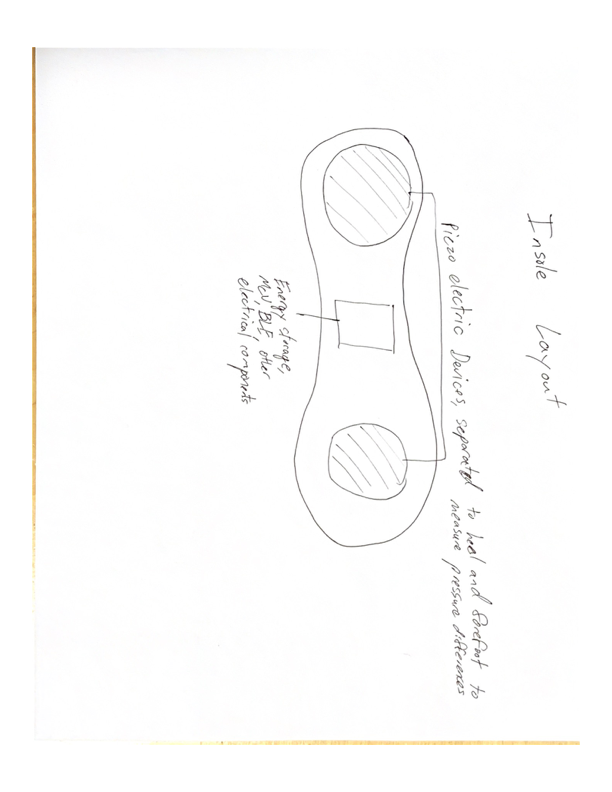 Insole Layout
Piezo electric Devices, separated to heel and forefoot to
measure pressure differences
Energy storage,
MCU, BLE, other
electrical components